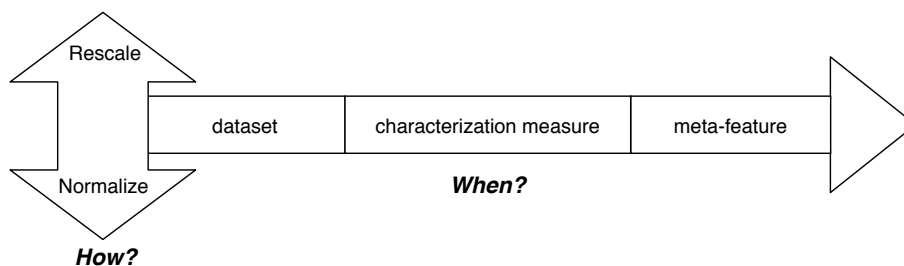 Rescale
dataset
characterization measure
meta-feature
Normalize
When?
How?